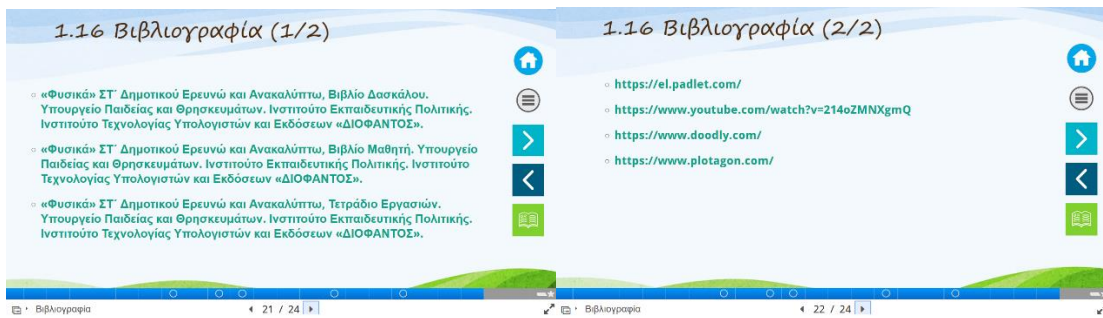 1.16 Βιβλιογραφία (1/2)
«Φυσικά» ΣΤ΄ Δημοτικού Ερευνώ και Ανακαλύπτω, Βιβλίο Δασκάλου.
Υπουργείο Παιδείας και Θρησκευμάτων. Ινστιτούτο Εκπαιδευτικής Πολιτικής.
Ινστιτούτο Τεχνολογίας Υπολογιστών και Εκδόσεων «ΔΙΟΦΑΝΤΟΣ».
«Φυσικά» ΣΤ΄ Δημοτικού Ερευνώ και Ανακαλύπτω, Βιβλίο Μαθητή. Υπουργείο
Παιδείας και Θρησκευμάτων. Ινστιτούτο Εκπαιδευτικής Πολιτικής. Ινστιτούτο
Τεχνολογίας Υπολογιστών και Εκδόσεων «ΔΙΟΦΑΝΤΟΣ».
«Φυσικά» ΣΤ΄ Δημοτικού Ερευνώ και Ανακαλύπτω, Τετράδιο Εργασιών.
Υπουργείο Παιδείας και Θρησκευμάτων. Ινστιτούτο Εκπαιδευτικής Πολιτικής.
Ινστιτούτο Τεχνολογίας Υπολογιστών και Εκδόσεων «ΔΙΟΦΑΝΤΟΣ».
Βιβλιογραφία
21 / 24
1.16 Βιβλιογραφία (2/2)
https://el.padlet.com/
https://www.youtube.com/watch?v=214oZMNXgmQ
https://www.doodly.com/
https://www.plotagon.com/
Βιβλιογραφία
22 / 24